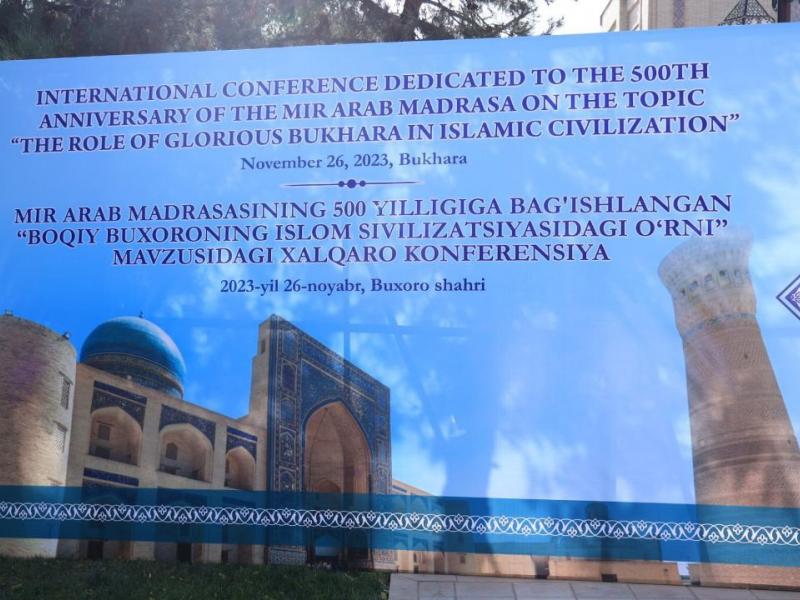 INTERNATIONAL CONFERENCE DEDICATED TO THE 500TH
ANNIVERSARY OF THE MIR ARAB MADRASA ON THE TOPIC
“THE ROLE OF GLORIOUS BUKHARA IN ISLAMIC CIVILIZATION”
November 26, 2023, Bukhara
MIR ARAB MADRASASINING 500 YILLIGIGA BAG'ISHLANGAN
“BOQIY BUXORONING ISLOM SIVILIZATSIYASIDAGI O‘RNI”
MAVZUSIDAGI XALQARO KONFERENSIYA
2023-yil 26-noyabr, Buxoro shahri